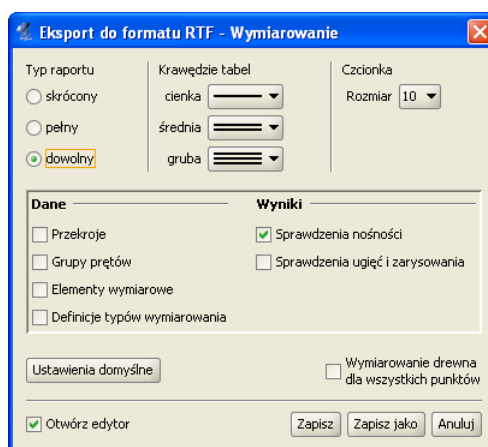 Eksport do formatu RTF - Wymiarowanie
Typ raportu
skrócony
pełny
dowolny
Krawędzie tabel
cienka
średnia
gruba
Czcionka
Rozmiar 10
Dane
Przekroje
Grupy prętów
Elementy wymiarowe
Definicje typów wymiarowania
Wyniki
Sprawdzenia nośności
Sprawdzenia ugięć i zarysowania
Ustawienia domyślne
Wymiarowanie drewna
dla wszystkich punktów
Otwórz edytor
Zapisz
Zapisz jako
Anuluj